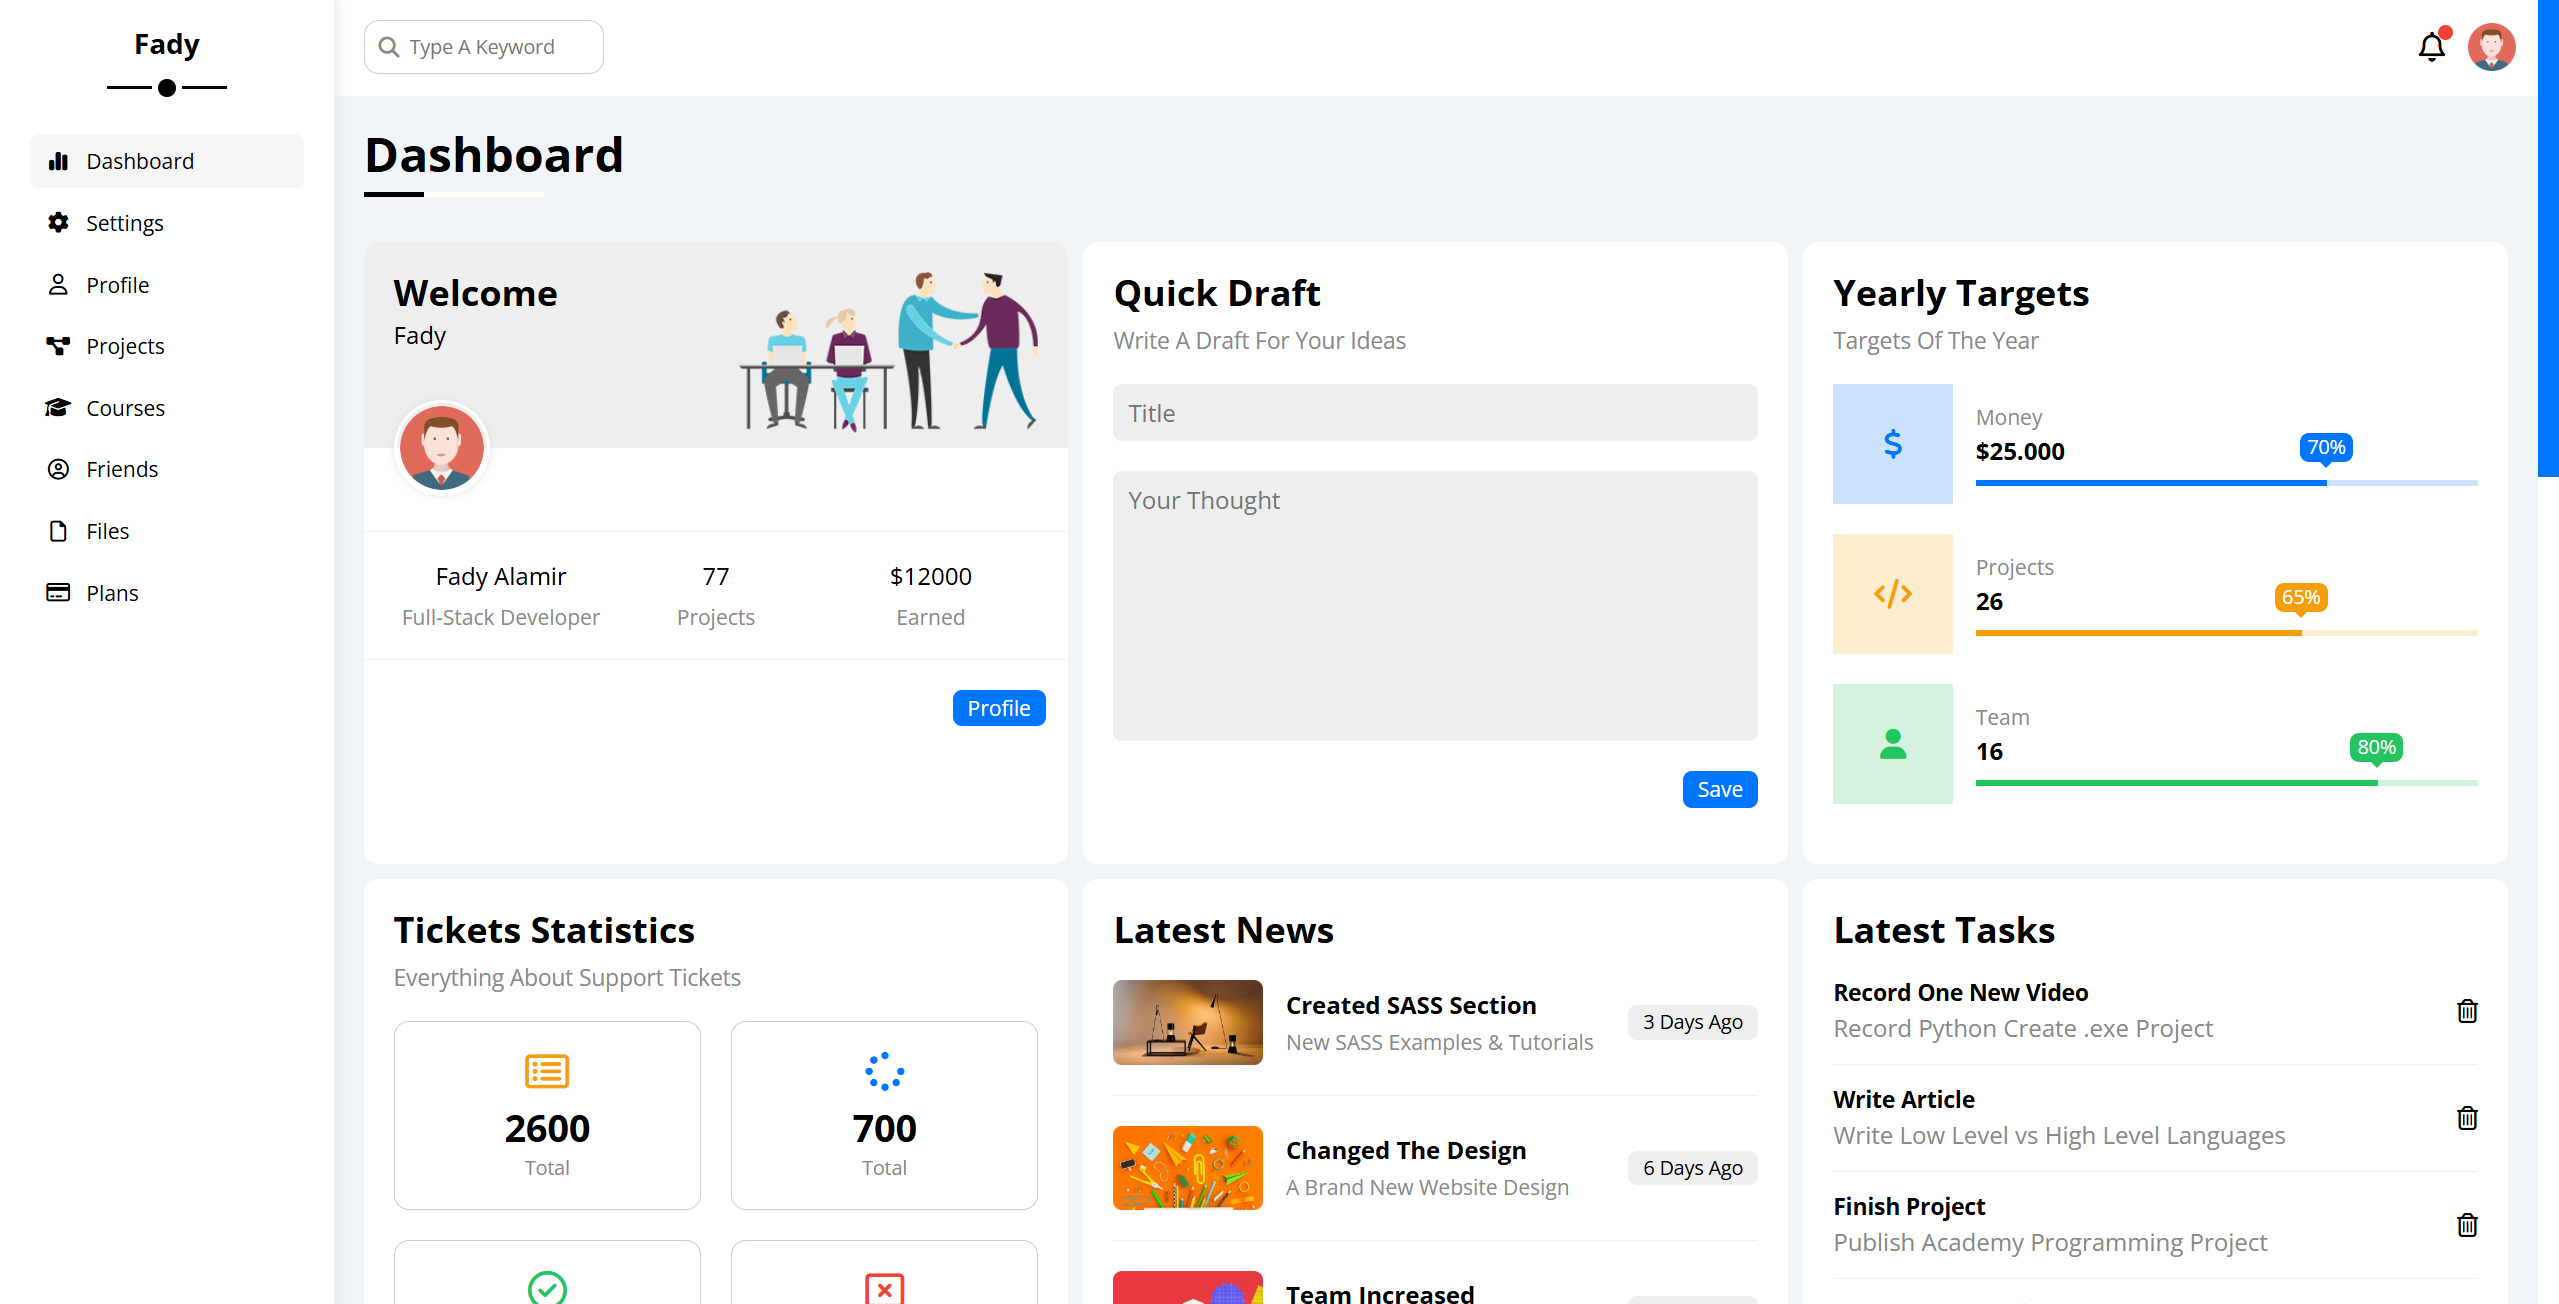 Fady
Dashboard
Settings
Profile
Projects
Courses
Friends
Files
Plans
Type A Keyword
Dashboard
Welcome
Fady
Fady Alamir
Full-Stack Developer
77
Projects
$12000
Earned
Profile
Quick Draft
Write A Draft For Your Ideas
Title
Your Thought
Save
Yearly Targets
Targets Of The Year
Money
$25.000
70%
Projects
26
65%
Team
16
80%
Tickets Statistics
Everything About Support Tickets
2600
Total
700
Total
Latest News
Created SASS Section
New SASS Examples & Tutorials
3 Days Ago
Changed The Design
A Brand New Website Design
6 Days Ago
Team Increased
Latest Tasks
Record One New Video
Record Python Create .exe Project
Write Article
Write Low Level vs High Level Languages
Finish Project
Publish Academy Programming Project